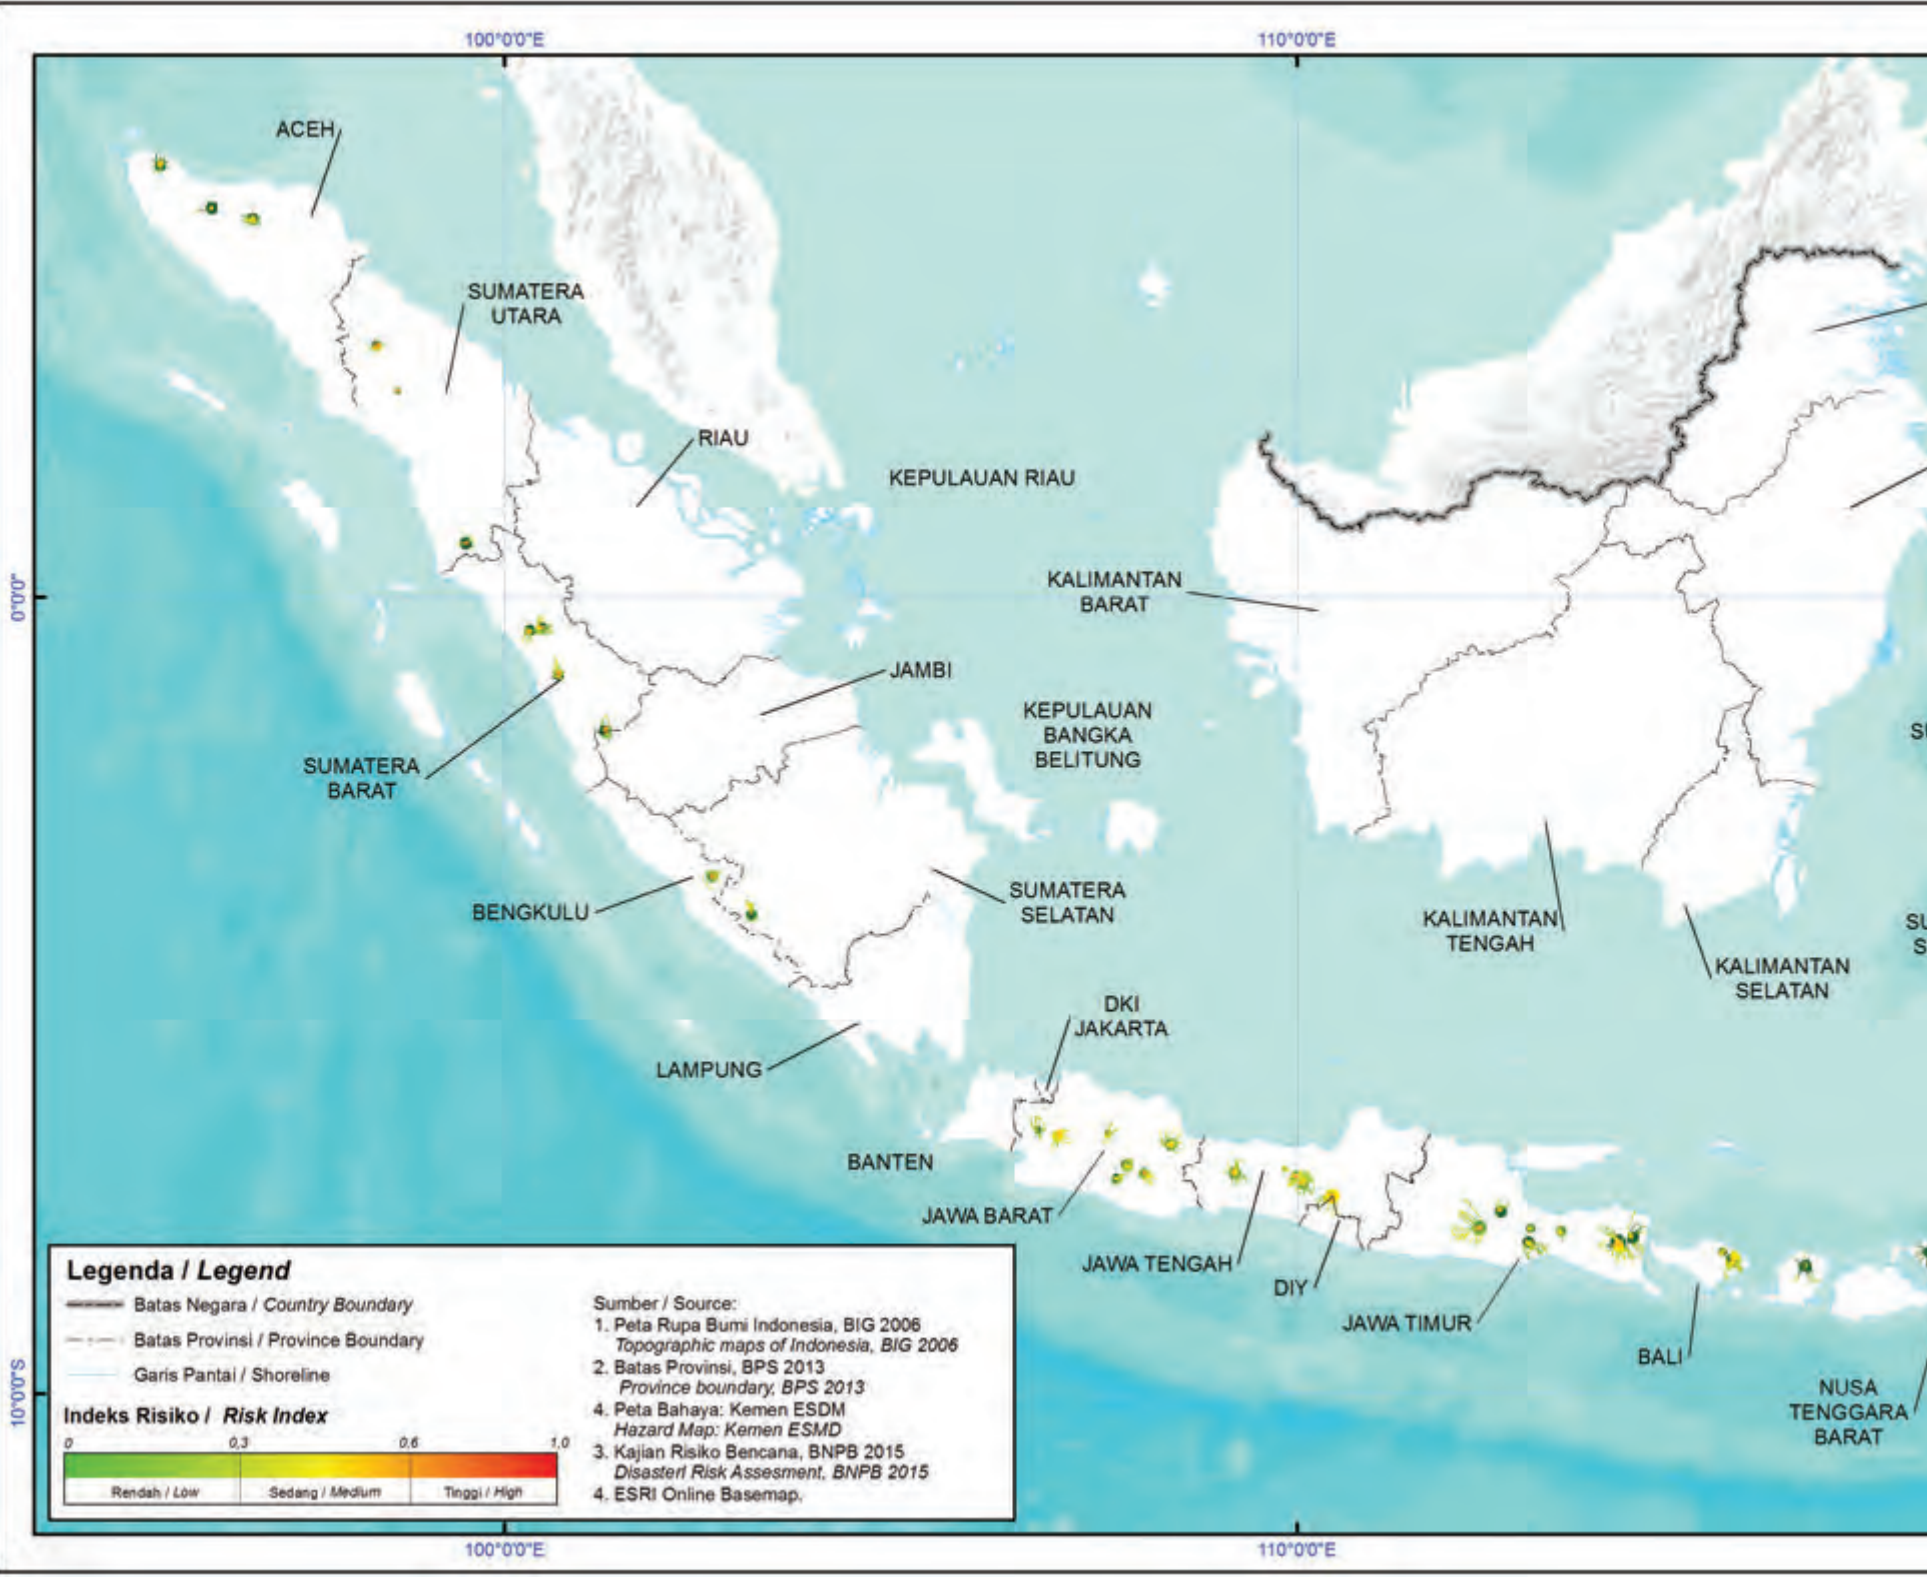 100°0'0"E
110°0'0"E
ACEH
SUMATERA
UTARA
RIAU
KEPULAUAN RIAU
0°0'0"
KALIMANTAN
BARAT
JAMBI
KEPULAUAN
BANGKA
BELITUNG
SUMATERA
BARAT
BENGKULU
SUMATERA
SELATAN
KALIMANTAN
TENGAH
KALIMANTAN
SELATAN
DKI
JAKARTA
LAMPUNG
BANTEN
JAWA BARAT
JAWA TENGAH
DIY
JAWA TIMUR
BALI
NUSA
TENGGARA
BARAT
10°0'0"S
Legenda / Legend
Batas Negara / Country Boundary
Batas Provinsi / Province Boundary
Garis Pantai / Shoreline
Indeks Risiko / Risk Index
0 0,3 0,6 1,0
Rendah / Low Sedang / Medium Tinggi / High
Sumber / Source:
1. Peta Rupa Bumi Indonesia, BIG 2006
Topographic maps of Indonesia, BIG 2006
2. Batas Provinsi, BPS 2013
Province boundary, BPS 2013
4. Peta Bahaya: Kemen ESDM
Hazard Map: Kemen ESMD
3. Kajian Risiko Bencana, BNPB 2015
Disasterl Risk Assesment, BNPB 2015
4. ESRI Online Basemap.
100°0'0"E
110°0'0"E